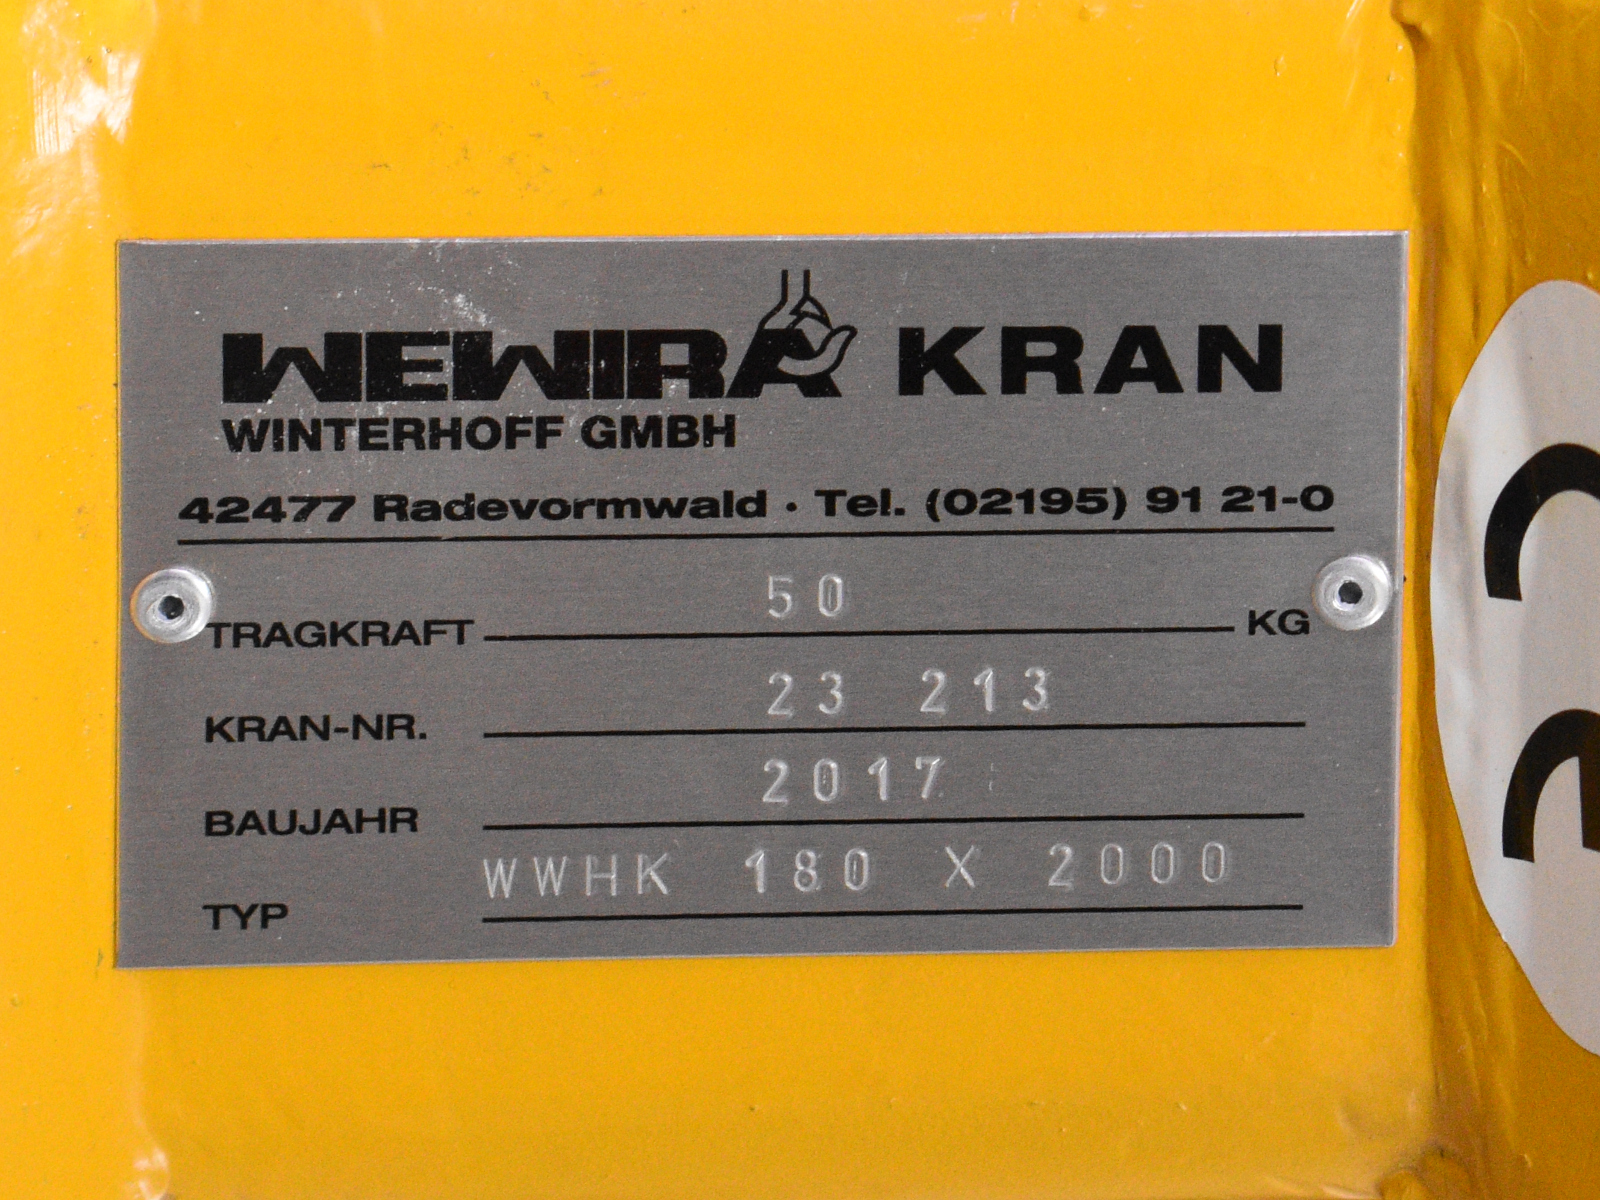 WEWIRA KRAN
WINTERHOFF GMBH
42477 Radevormwald · Tel. (02195) 91 21-0
TRAGKRAFT 50 KG
KRAN-NR. 23 213
BAUJAHR 2017
TYP WWHK 180 X 2000